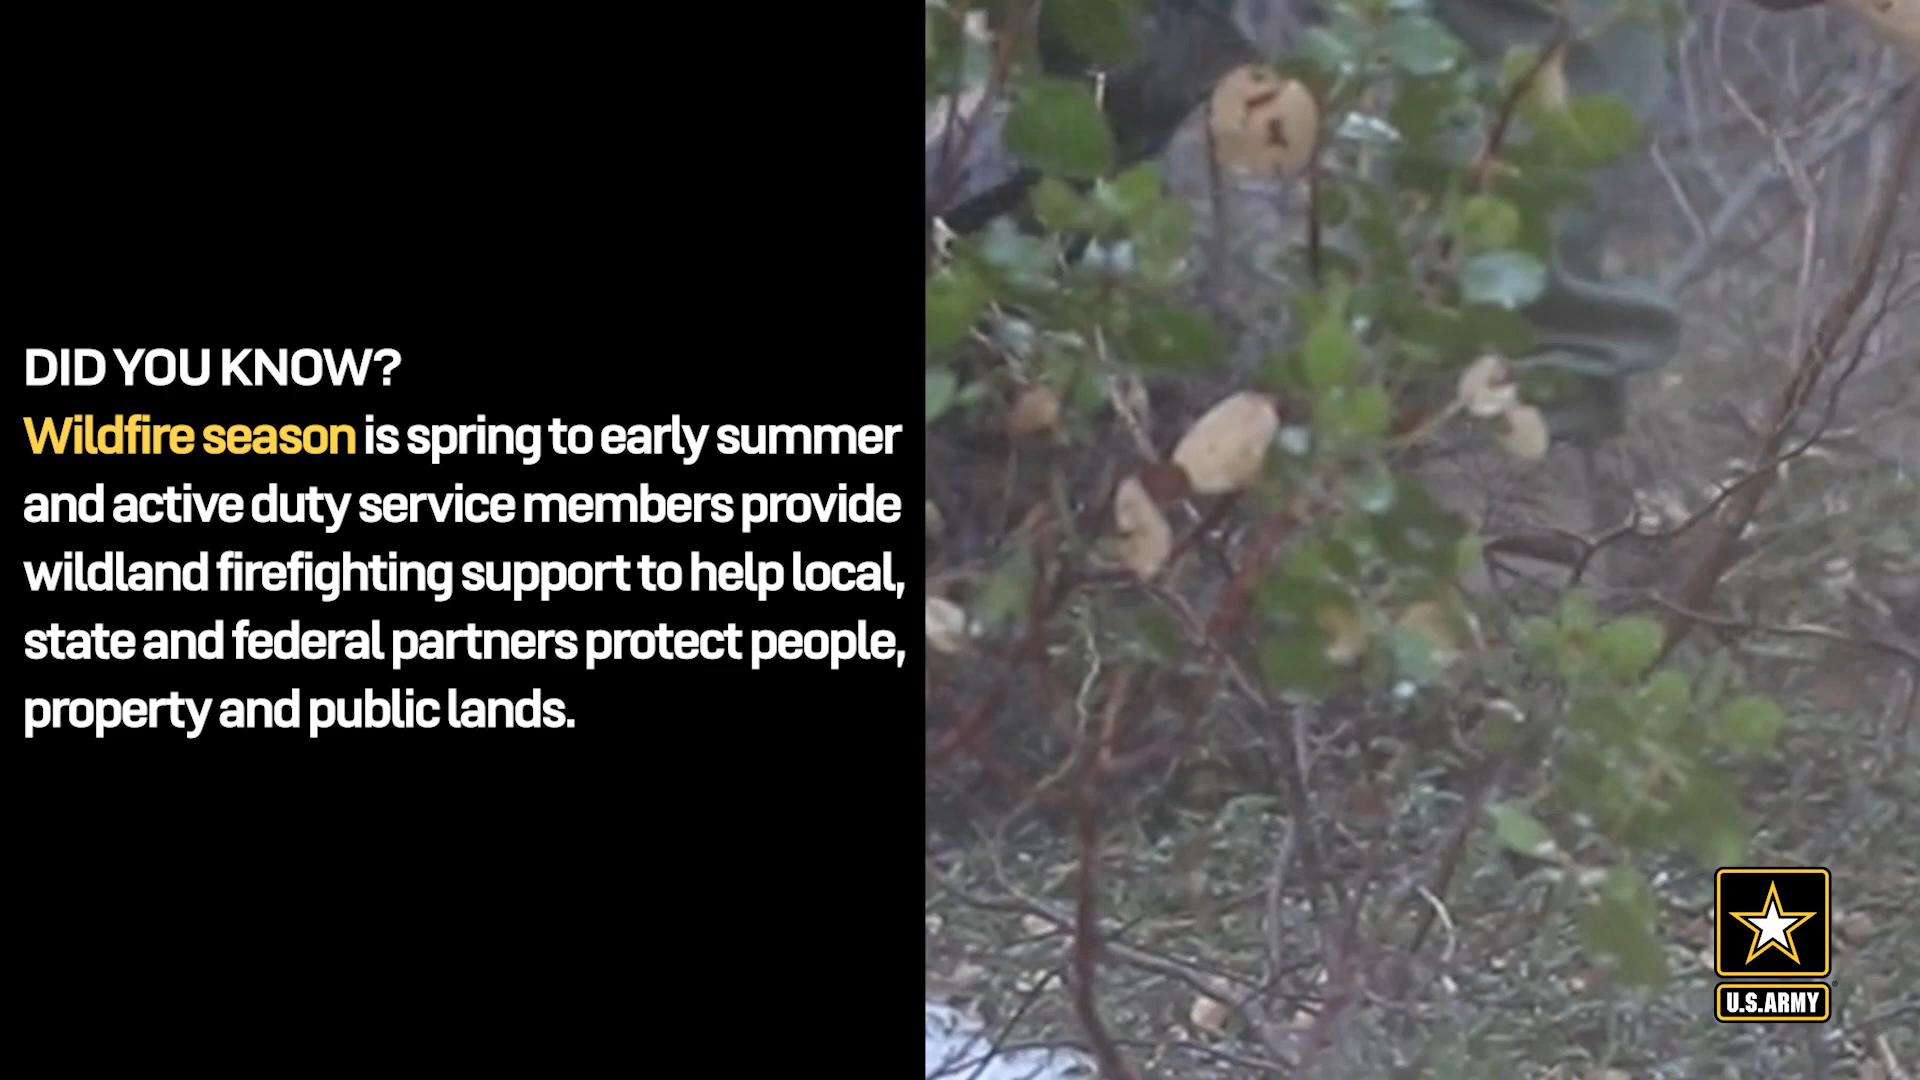 DID YOU KNOW?
Wildfire season is spring to early summer
and active duty service members provide
wildland firefighting support to help local,
state and federal partners protect people,
property and public lands.
U.S.ARMY